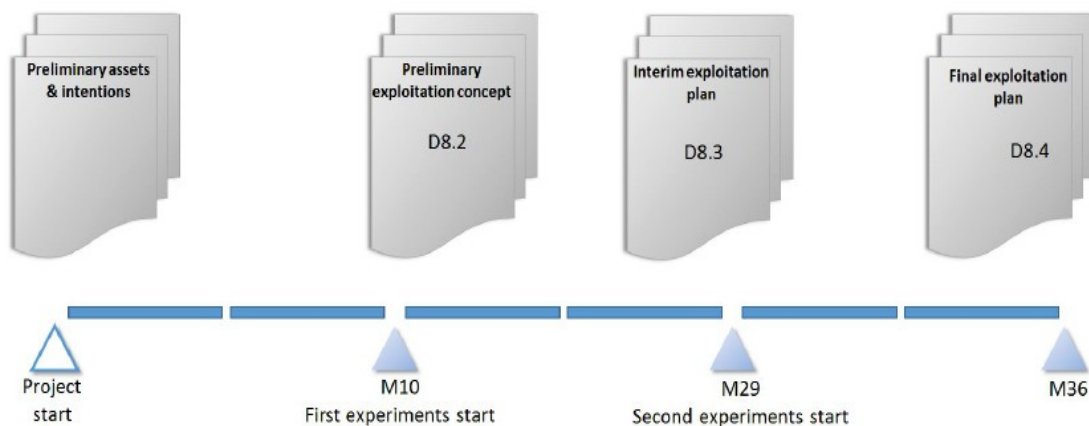 Preliminary assets
& intentions
Preliminary
exploitation concept
D8.2
Interim exploitation
plan
D8.3
Final exploitation
plan
D8.4
Project
start
M10
First experiments start
M29
Second experiments start
M36